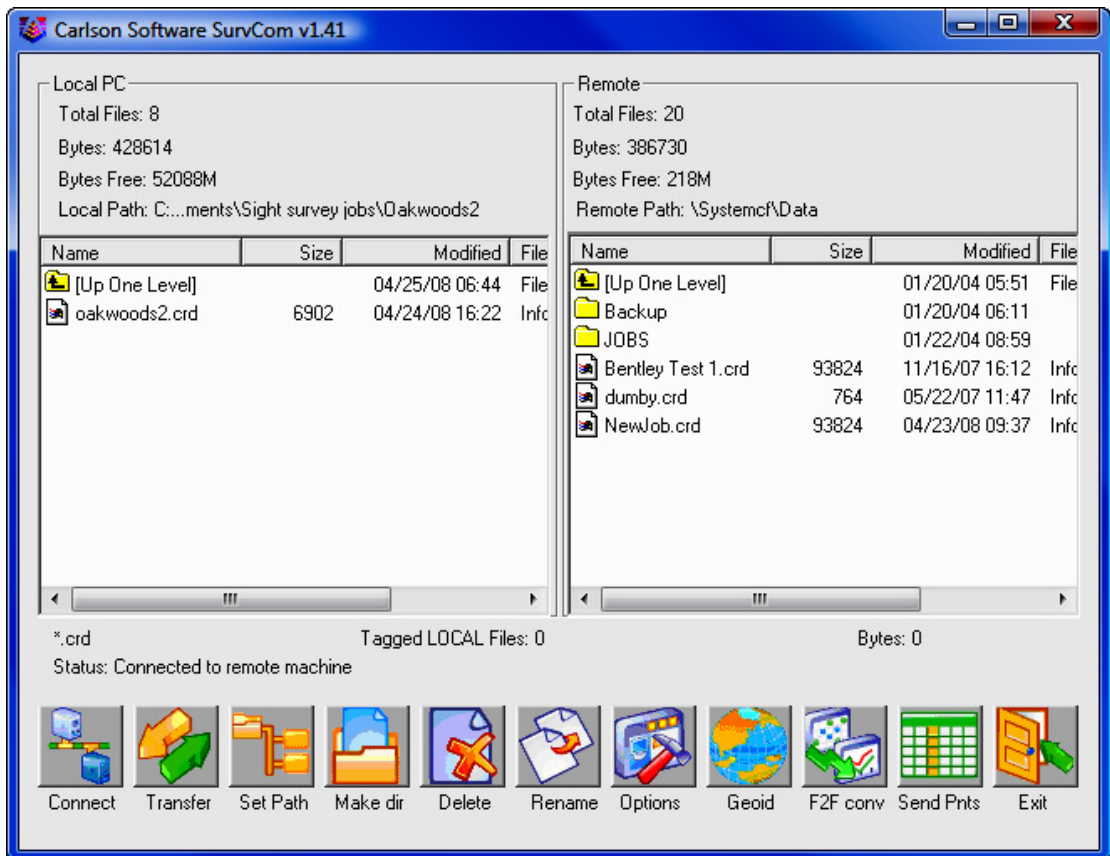 Carlson Software SurvCom v1.41
Local PC
Total Files: 8
Bytes: 428614
Bytes Free: 52088M
Local Path: C:...ments\Sight survey jobs\Oakwoods2
Name Size Modified File
[Up One Level] 04/25/08 06:44 File
oakwoods2.crd 6902 04/24/08 16:22 Info
Remote
Total Files: 20
Bytes: 386730
Bytes Free: 218M
Remote Path: \Systemcf\Data
Name Size Modified File
[Up One Level] 01/20/04 05:51 File
Backup 01/20/04 06:11
JOBS 01/22/04 08:59
Bentley Test 1.crd 93824 11/16/07 16:12 Info
dumby.crd 764 05/22/07 11:47 Info
NewJob.crd 93824 04/23/08 09:37 Info
*.crd Tagged LOCAL Files: 0 Bytes: 0
Status: Connected to remote machine
Connect Transfer Set Path Make dir Delete Rename Options Geoid F2F conv Send Pnts Exit